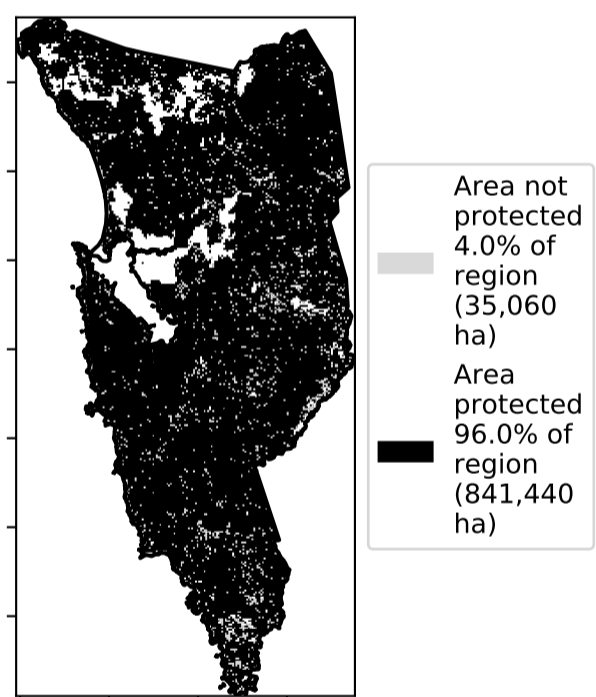 Area not
protected
4.0% of
region
(35,060
ha)
Area
protected
96.0% of
region
(841,440
ha)